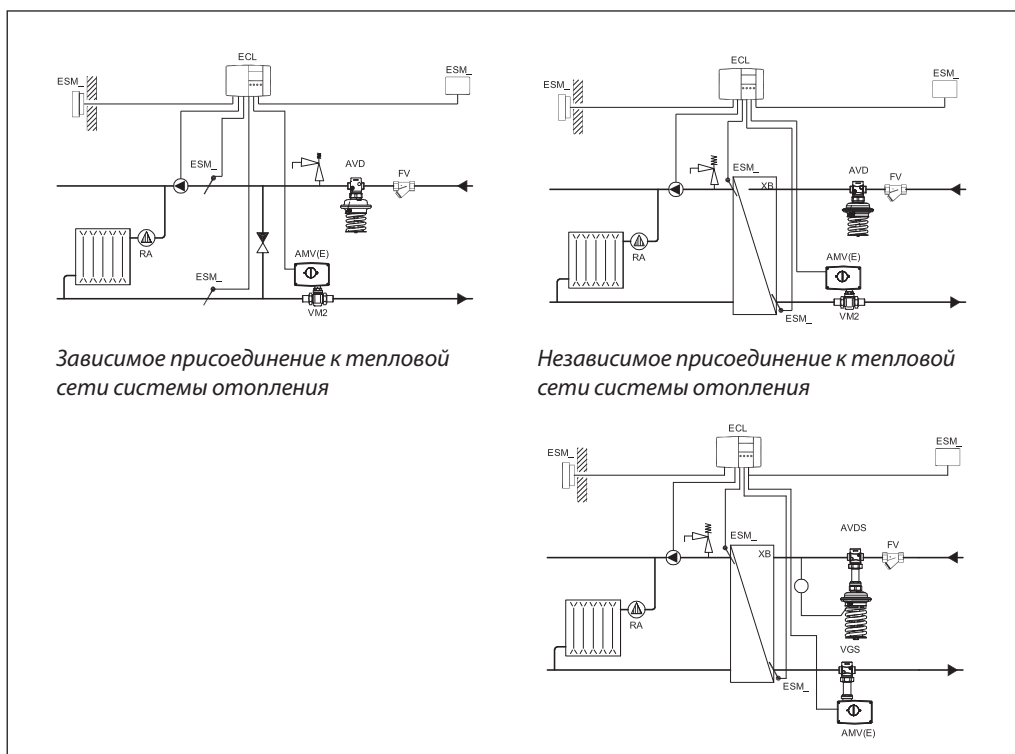 ECL
ESM_
ESM_
ESM_
AVD
FV
RA
AMV(E)
ESM_
VM2
Зависимое присоединение к тепловой
сети системы отопления
ECL
ESM_
ESM_
ESM_
XB
AVD
FV
RA
AMV(E)
ESM_
VM2
Независимое присоединение к тепловой
сети системы отопления
ECL
ESM_
ESM_
AVDS
ESM_
XB
FV
RA
VGS
ESM_
AMV(E)